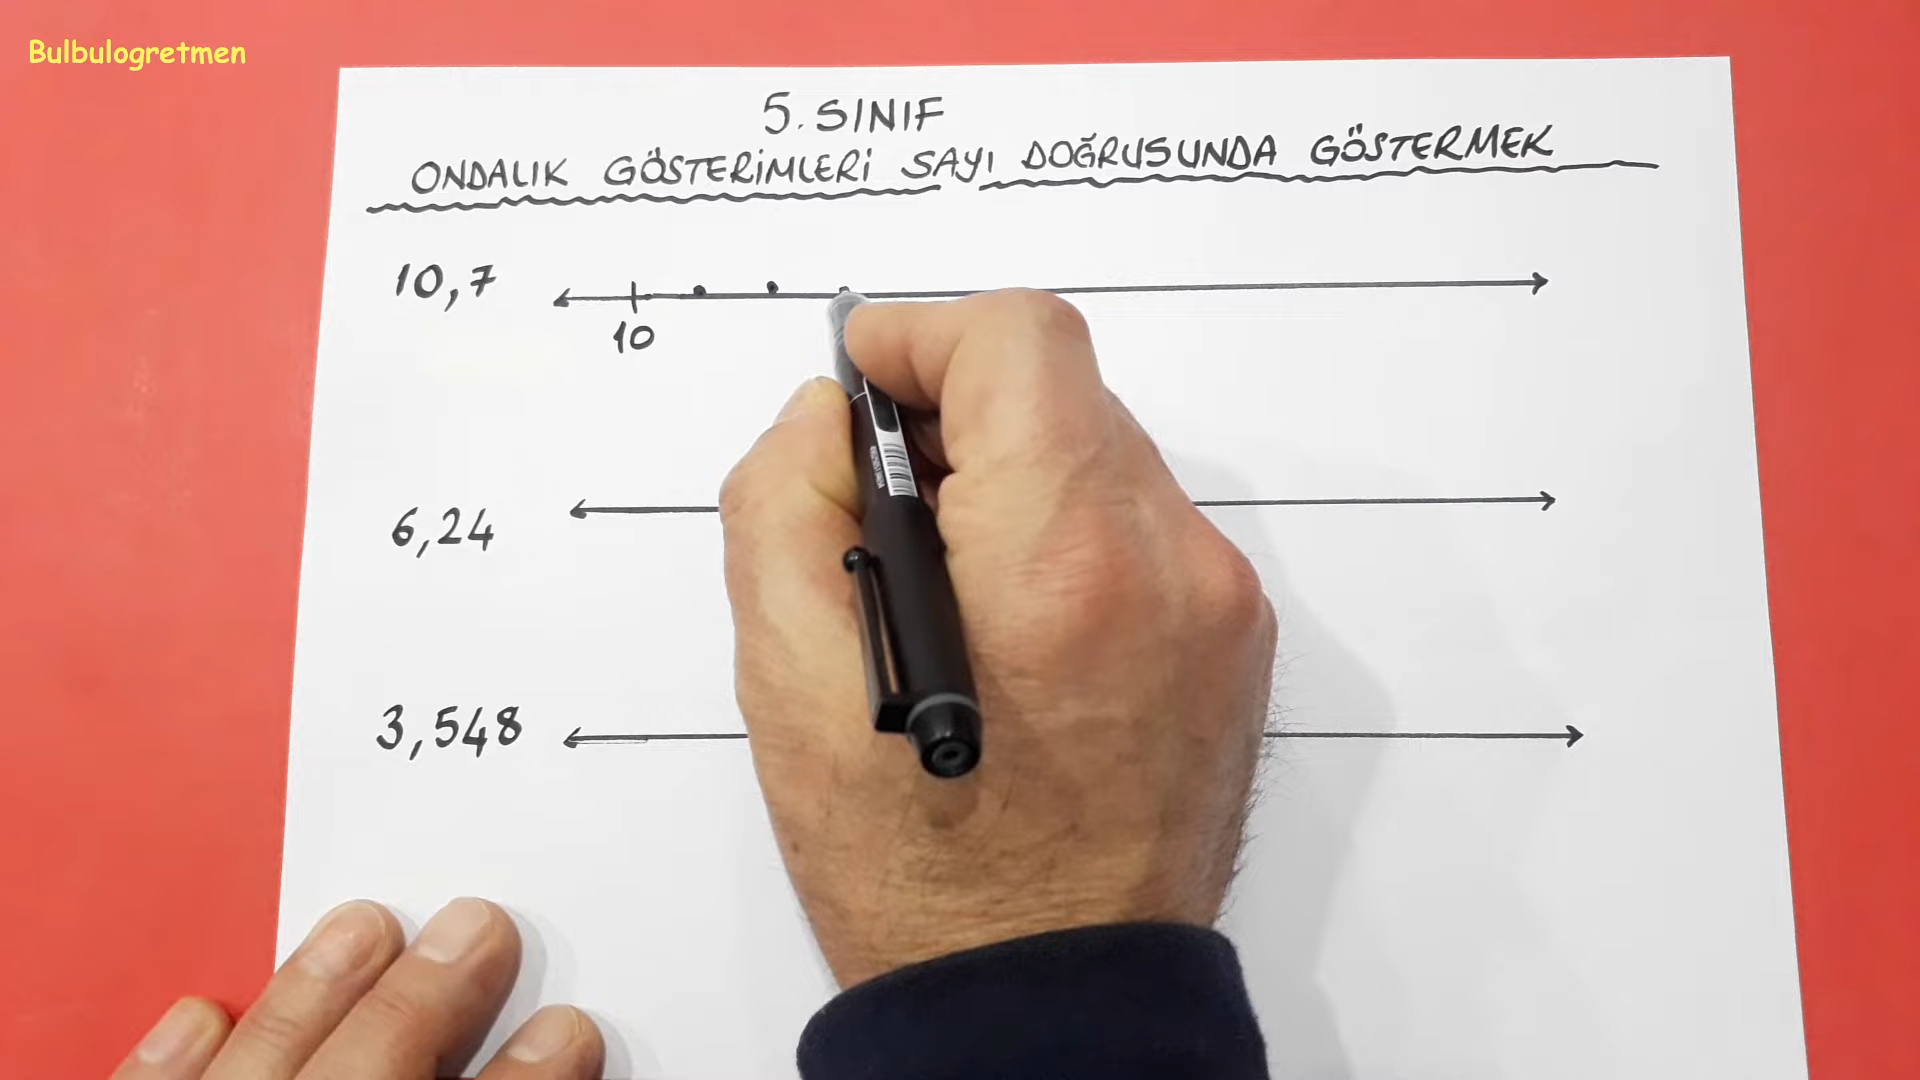 Bulbulogretmen
5. SINIF
ONDALIK GÖSTERİMLERİ SAYI DOĞRUSUNDA GÖSTERMEK
10,7
10
6,24
3,548